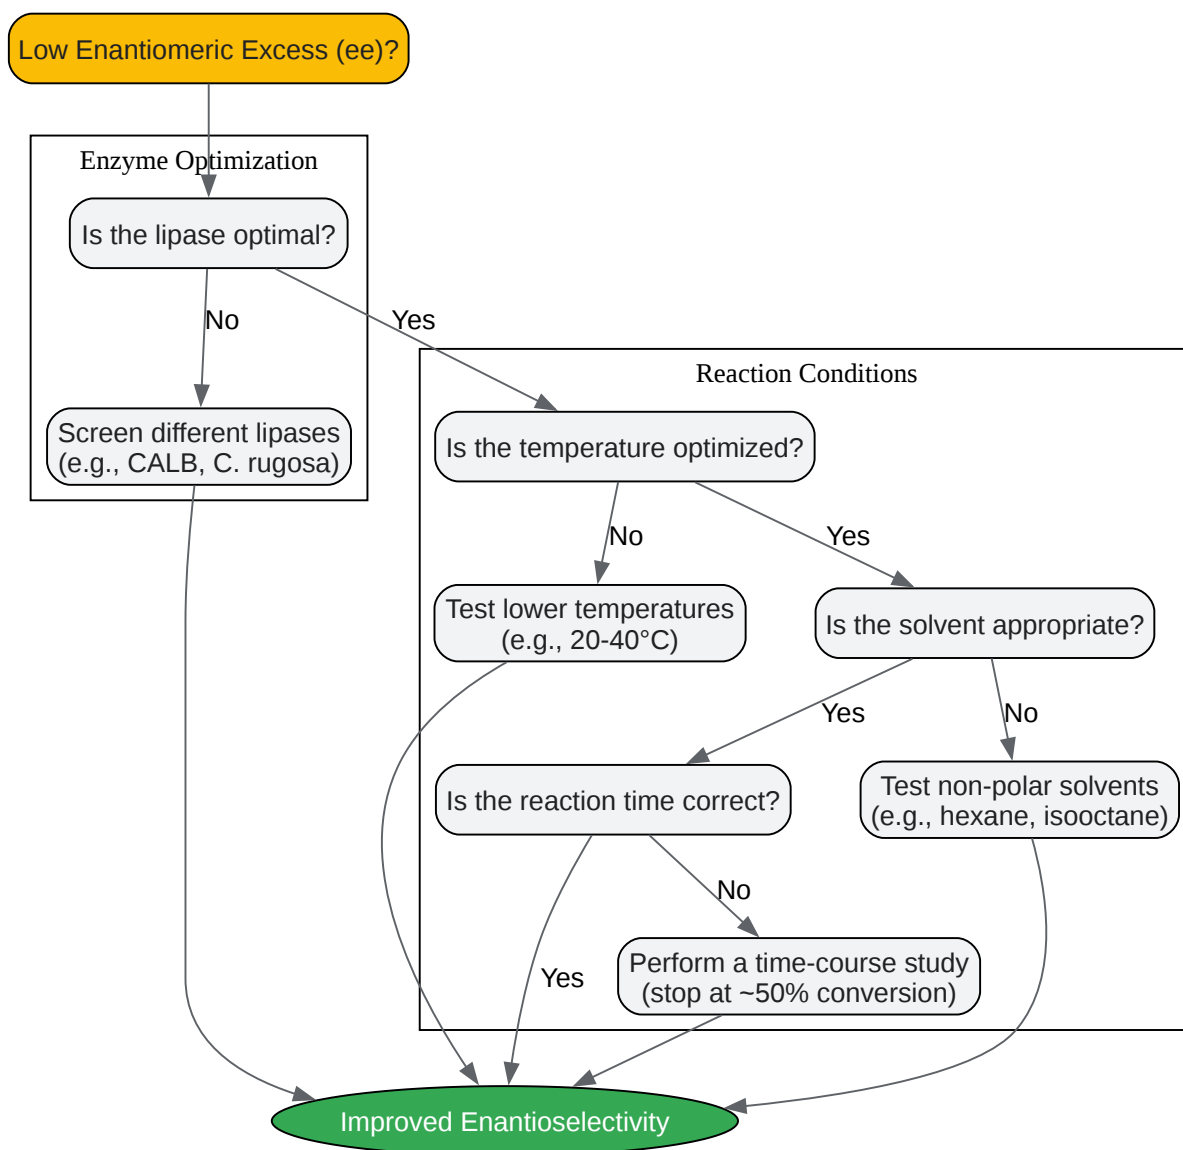 Low Enantiomeric Excess (ee)?
Enzyme Optimization
Is the lipase optimal?
No
Yes
Screen different lipases
(e.g., CALB, C. rugosa)
Reaction Conditions
Is the temperature optimized?
No
Yes
Test lower temperatures
(e.g., 20-40°C)
Is the solvent appropriate?
Yes
No
Is the reaction time correct?
Test non-polar solvents
(e.g., hexane, isooctane)
No
Yes
Perform a time-course study
(stop at ~50% conversion)
Improved Enantioselectivity